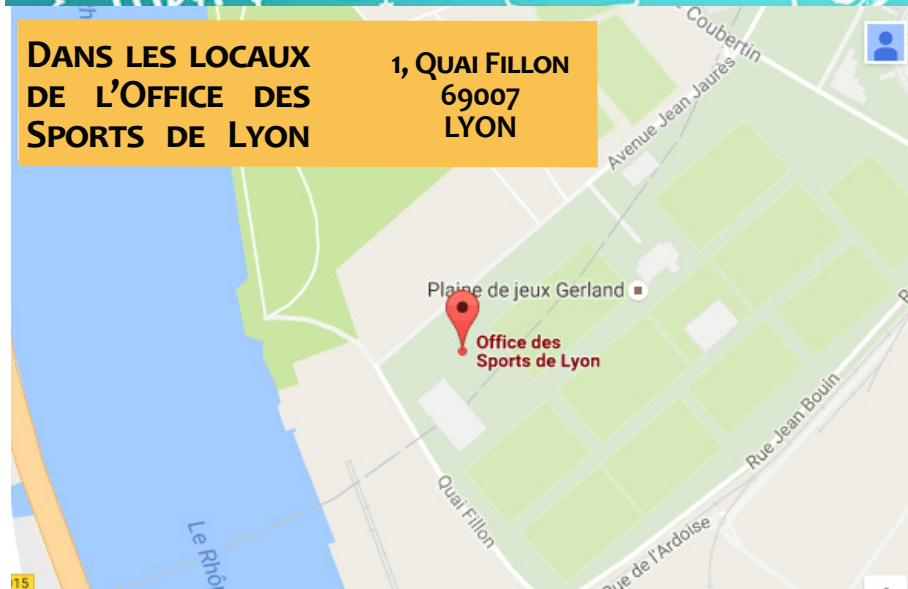 DANS LES LOCAUX
DE L'OFFICE DES
SPORTS DE LYON
1, QUAI FILLON
69007
LYON
Coubertin
Avenue Jean Jaurès
Plaine de jeux Gerland
Office des
Sports de Lyon
Rue Jean Bouin
Quai Fillon
Rue de l'Ardoise
Le Rhô
15